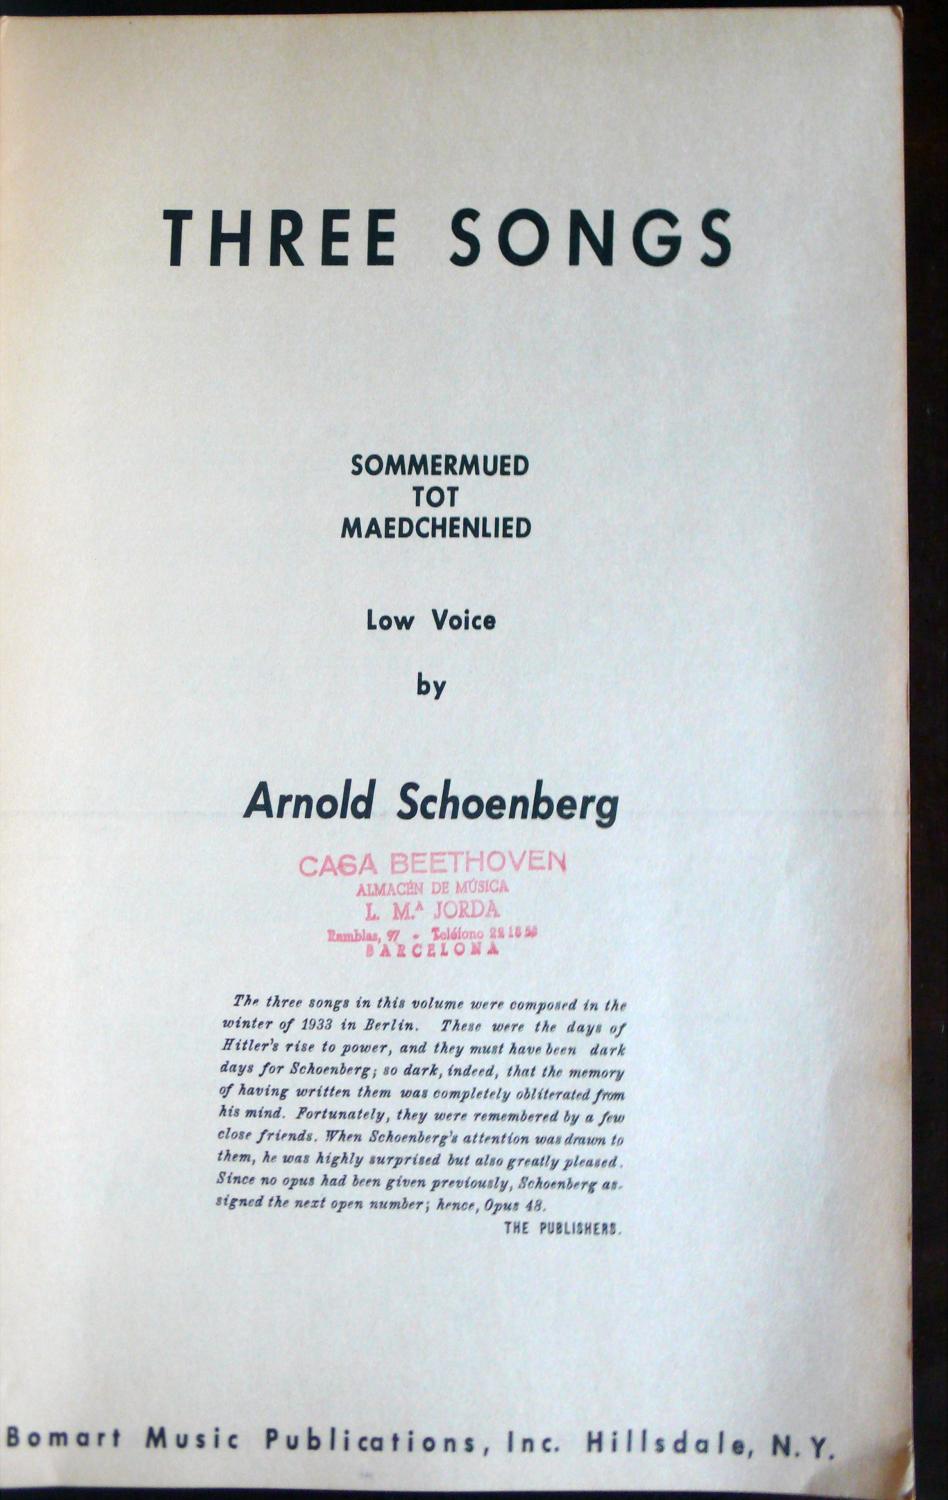 THREE SONGS
SOMMERMUED
TOT
MAEDCHENLIED
Low Voice
by
Arnold Schoenberg
CASA BEETHOVEN
ALMACÉN DE MÚSICA
L. M.ª JORDA
Ramblas, 97 - Teléfono
BARCELONA
The three songs in this volume were composed in the
winter of 1933 in Berlin. These were the days of
Hitler's rise to power, and they must have been dark
days for Schoenberg; so dark, indeed, that the memory
of having written them was completely obliterated from
his mind. Fortunately, they were remembered by a few
close friends. When Schoenberg's attention was drawn to
them, he was highly surprised but also greatly pleased.
Since no opus had been given previously, Schoenberg as-
signed the next open number; hence, Opus 48.
THE PUBLISHERS.
Bomart Music Publications, Inc. Hillsdale, N. Y.